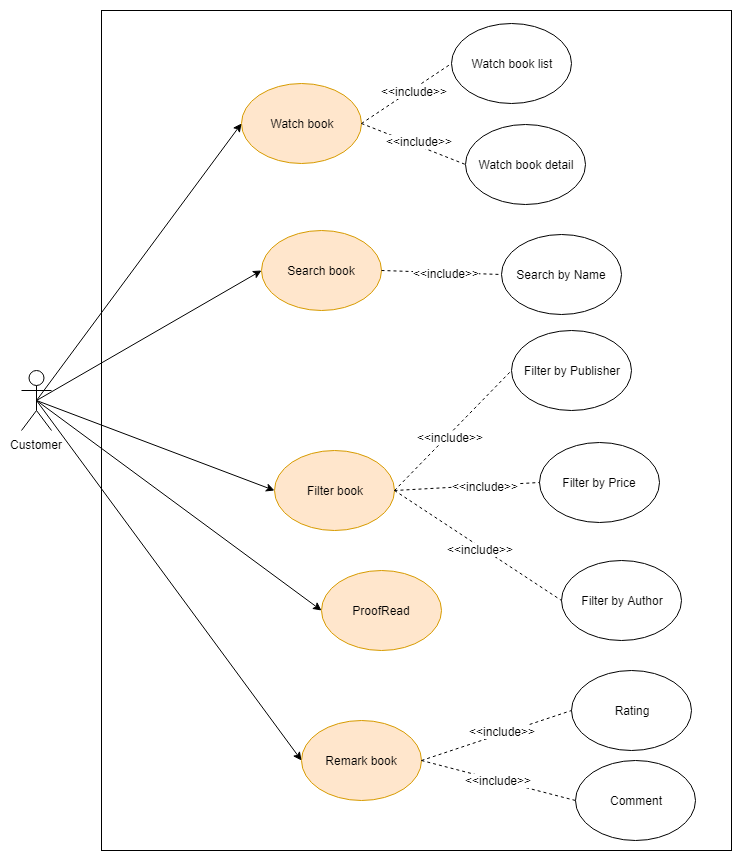 Watch book list
<<include>>
Watch book
<<include>>
Watch book detail
Search book
<<include>>
Search by Name
Filter by Publisher
Customer
<<include>>
Filter book
<<include>>
Filter by Price
<<include>>
Filter by Author
ProofRead
Rating
<<include>>
Remark book
<<include>>
Comment